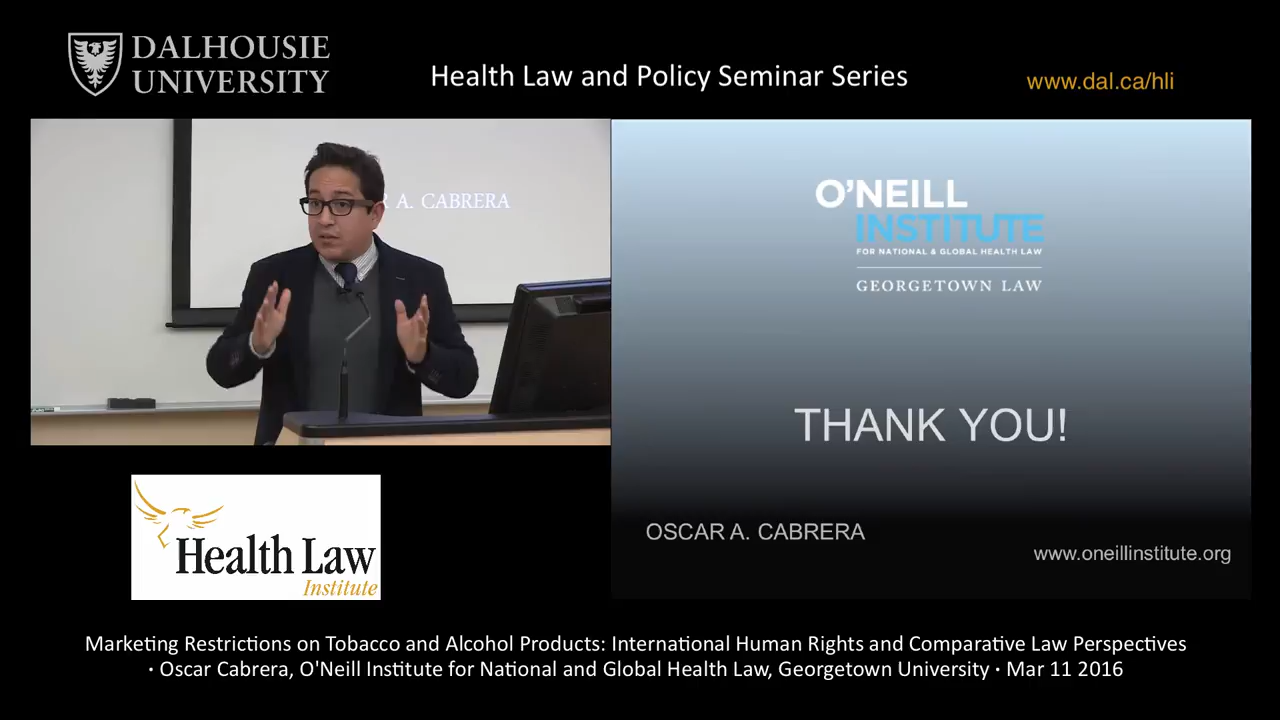 DALHOUSIE
UNIVERSITY
Health Law and Policy Seminar Series
www.dal.ca/hli
R A. CABRERA
O'NEILL
INSTITUTE
FOR NATIONAL & GLOBAL HEALTH LAW
GEORGETOWN LAW
THANK YOU!
OSCAR A. CABRERA
www.oneillinstitute.org
Health Law
Institute
Marketing Restrictions on Tobacco and Alcohol Products: International Human Rights and Comparative Law Perspectives
· Oscar Cabrera, O'Neill Institute for National and Global Health Law, Georgetown University · Mar 11 2016